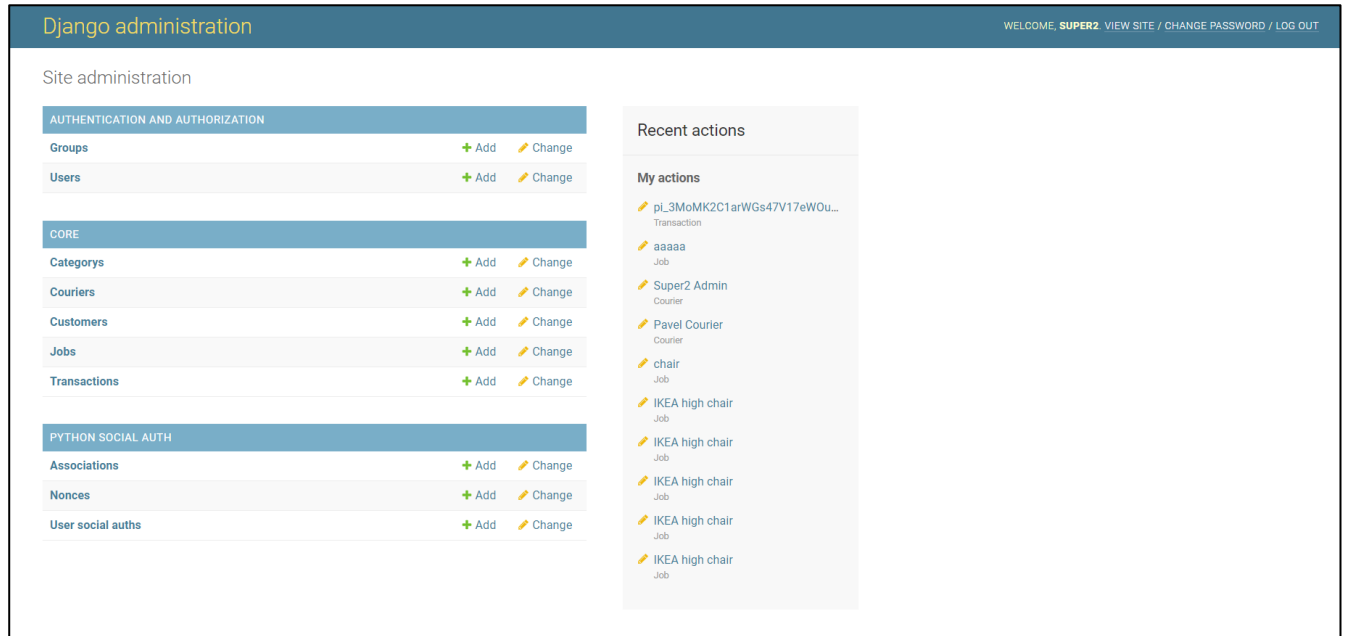 Django administration
WELCOME, SUPER2. VIEW SITE / CHANGE PASSWORD / LOG OUT
Site administration
AUTHENTICATION AND AUTHORIZATION
Groups Add Change
Users Add Change
CORE
Categorys Add Change
Couriers Add Change
Customers Add Change
Jobs Add Change
Transactions Add Change
PYTHON SOCIAL AUTH
Associations Add Change
Nonces Add Change
User social auths Add Change
Recent actions
My actions
pi_3MoMK2C1arWGs47V17eWOu...
Transaction
aaaaa
Job
Super2 Admin
Courier
Pavel Courier
Courier
chair
Job
IKEA high chair
Job
IKEA high chair
Job
IKEA high chair
Job
IKEA high chair
Job
IKEA high chair
Job